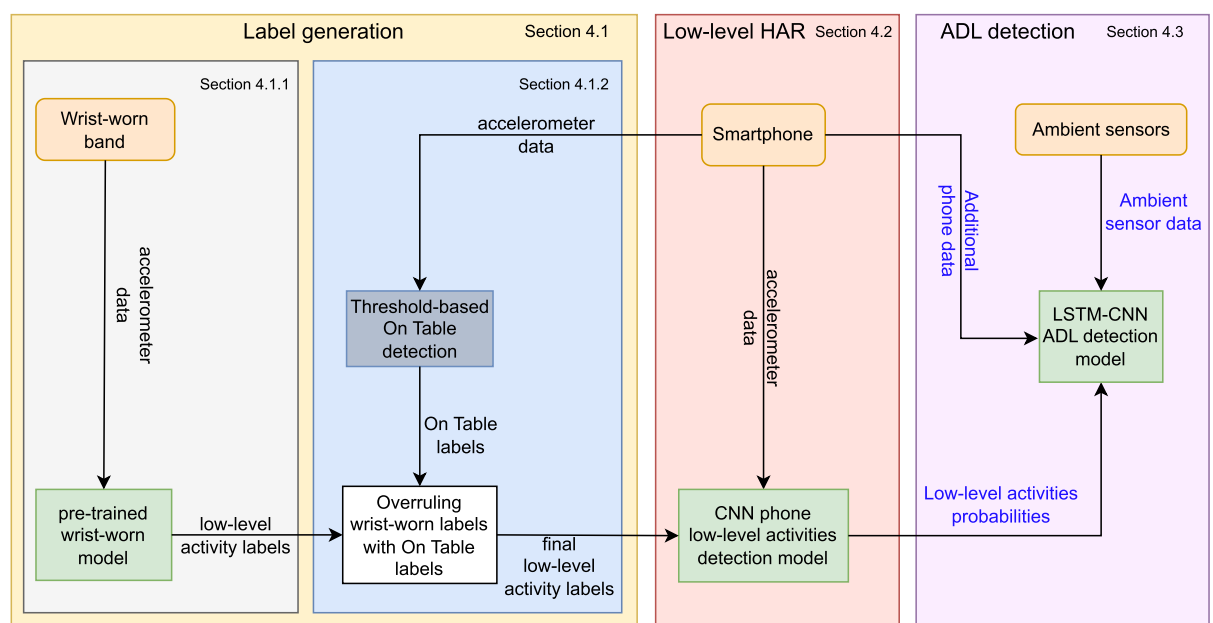 Label generation
Section 4.1
Section 4.1.1
Wrist-worn
band
accelerometer
data
pre-trained
wrist-worn
model
low-level
activity labels
Section 4.1.2
accelerometer
data
Threshold-based
On Table
detection
On Table
labels
Overruling
wrist-worn labels
with On Table
labels
final
low-level
activity labels
Low-level HAR
Section 4.2
Smartphone
accelerometer
data
CNN phone
low-level activities
detection model
ADL detection
Section 4.3
Ambient sensors
Additional
phone data
Ambient
sensor data
LSTM-CNN
ADL detection
model
Low-level activities
probabilities